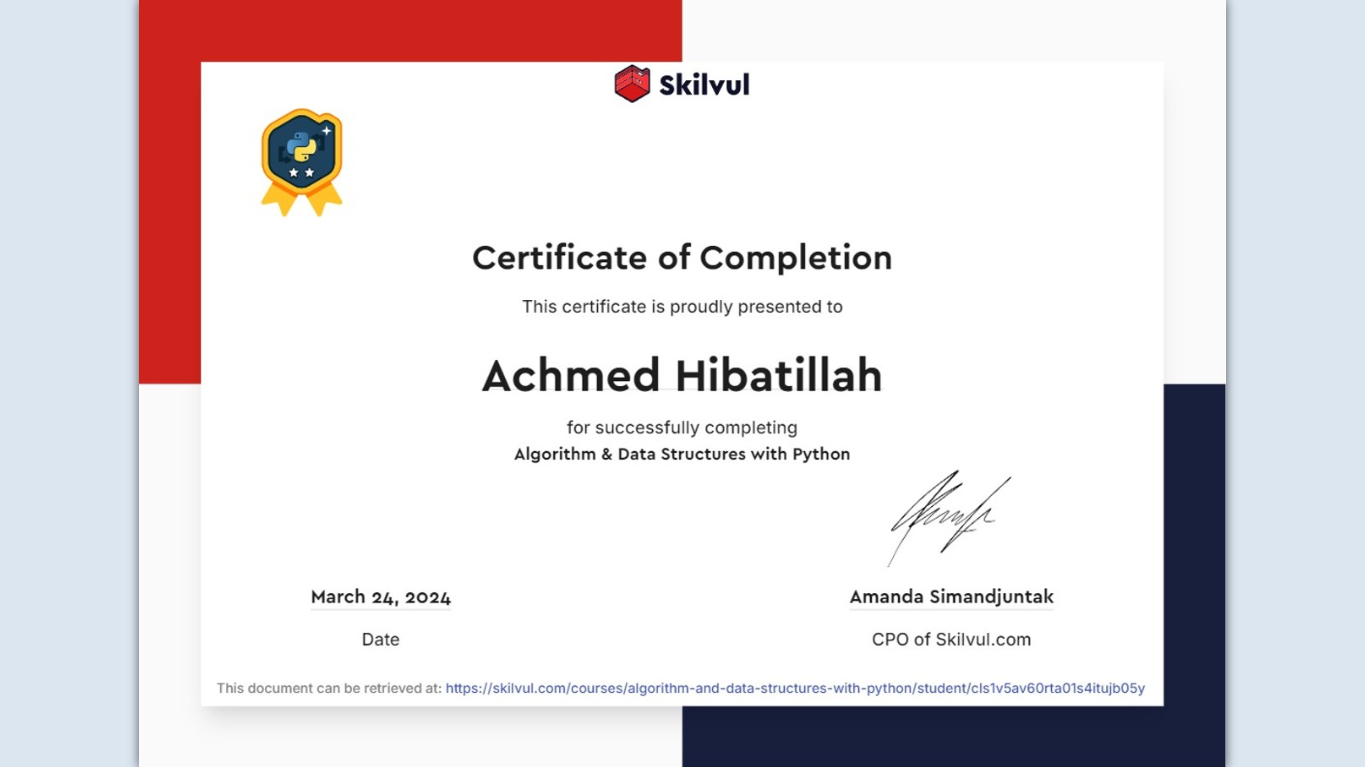 Skilvul
Certificate of Completion
This certificate is proudly presented to
Achmed Hibatillah
for successfully completing
Algorithm & Data Structures with Python
March 24, 2024
Amanda Simandjuntak
Date
CPO of Skilvul.com
This document can be retrieved at: https://skilvul.com/courses/algorithm-and-data-structures-with-python/student/cls1v5av60rta01s4itujb05y